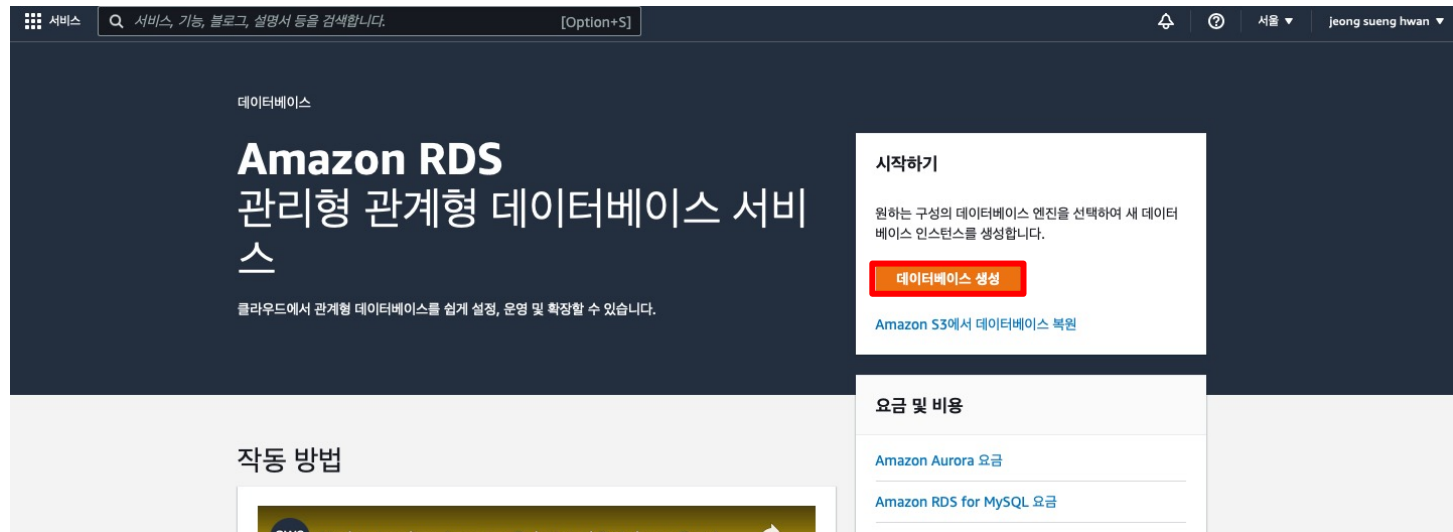 서비스
서비스, 기능, 블로그, 설명서 등을 검색합니다.
[Option+S]
서울 ▼
jeong sueng hwan ▼
데이터베이스
Amazon RDS
관리형 관계형 데이터베이스 서비
스
클라우드에서 관계형 데이터베이스를 쉽게 설정, 운영 및 확장할 수 있습니다.
시작하기
원하는 구성의 데이터베이스 엔진을 선택하여 새 데이터
베이스 인스턴스를 생성합니다.
데이터베이스 생성
Amazon S3에서 데이터베이스 복원
요금 및 비용
Amazon Aurora 요금
Amazon RDS for MySQL 요금
작동 방법